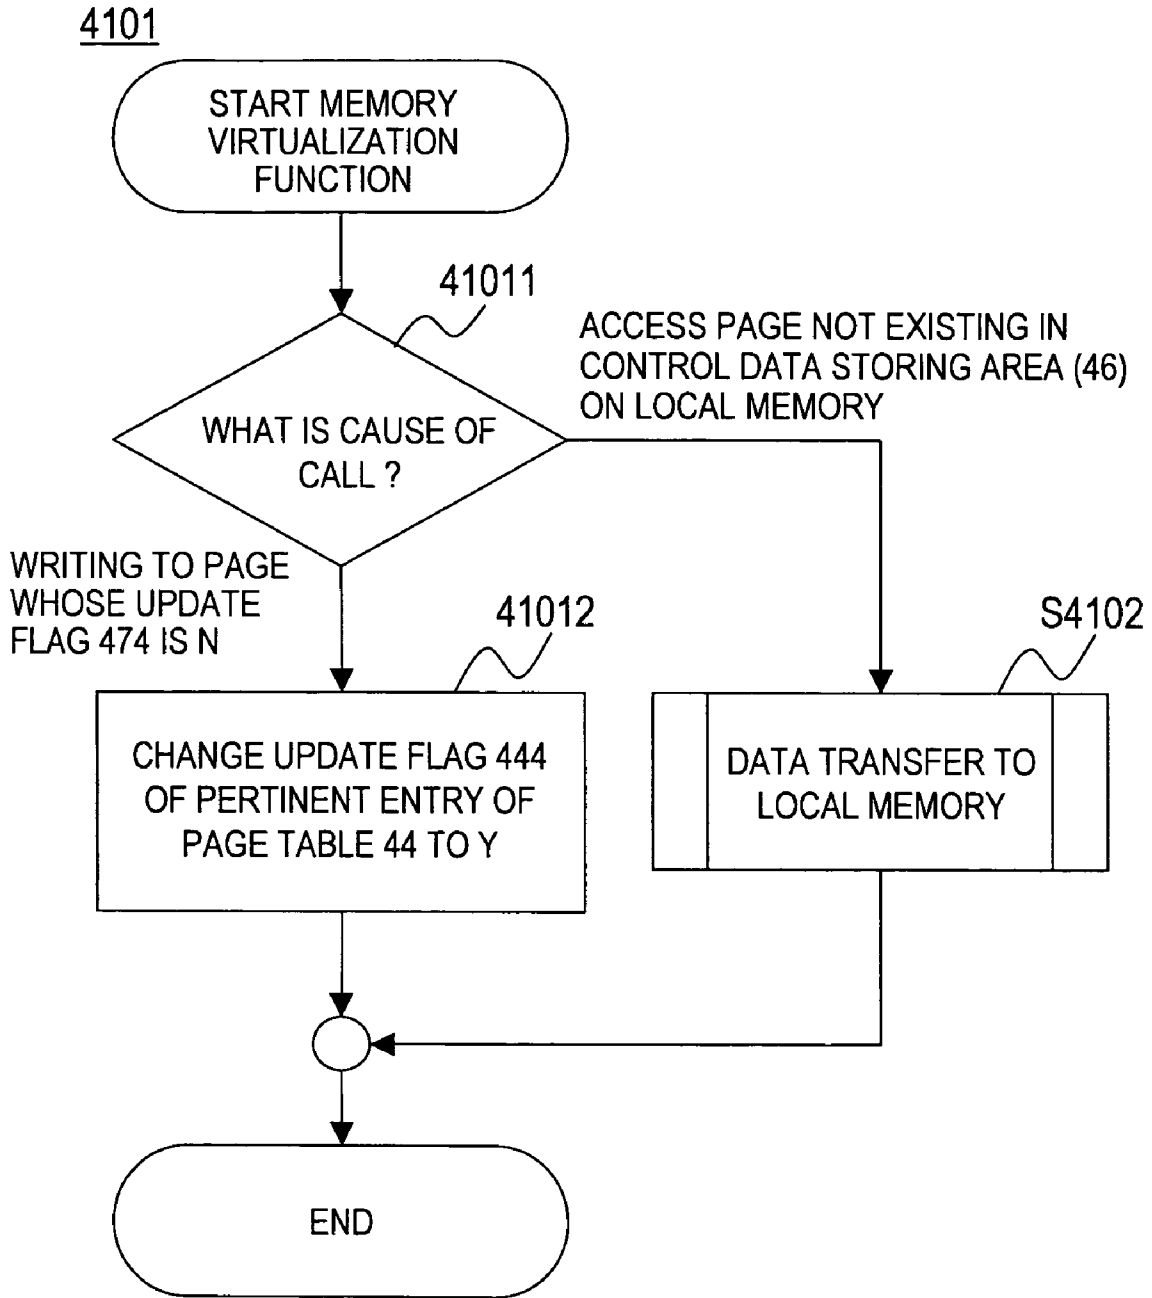 4101
START MEMORY
VIRTUALIZATION
FUNCTION
41011
ACCESS PAGE NOT EXISTING IN
CONTROL DATA STORING AREA (46)
ON LOCAL MEMORY
WHAT IS CAUSE OF
CALL ?
WRITING TO PAGE
WHOSE UPDATE
FLAG 474 IS N
41012
S4102
CHANGE UPDATE FLAG 444
OF PERTINENT ENTRY OF
PAGE TABLE 44 TO Y
DATA TRANSFER TO
LOCAL MEMORY
END